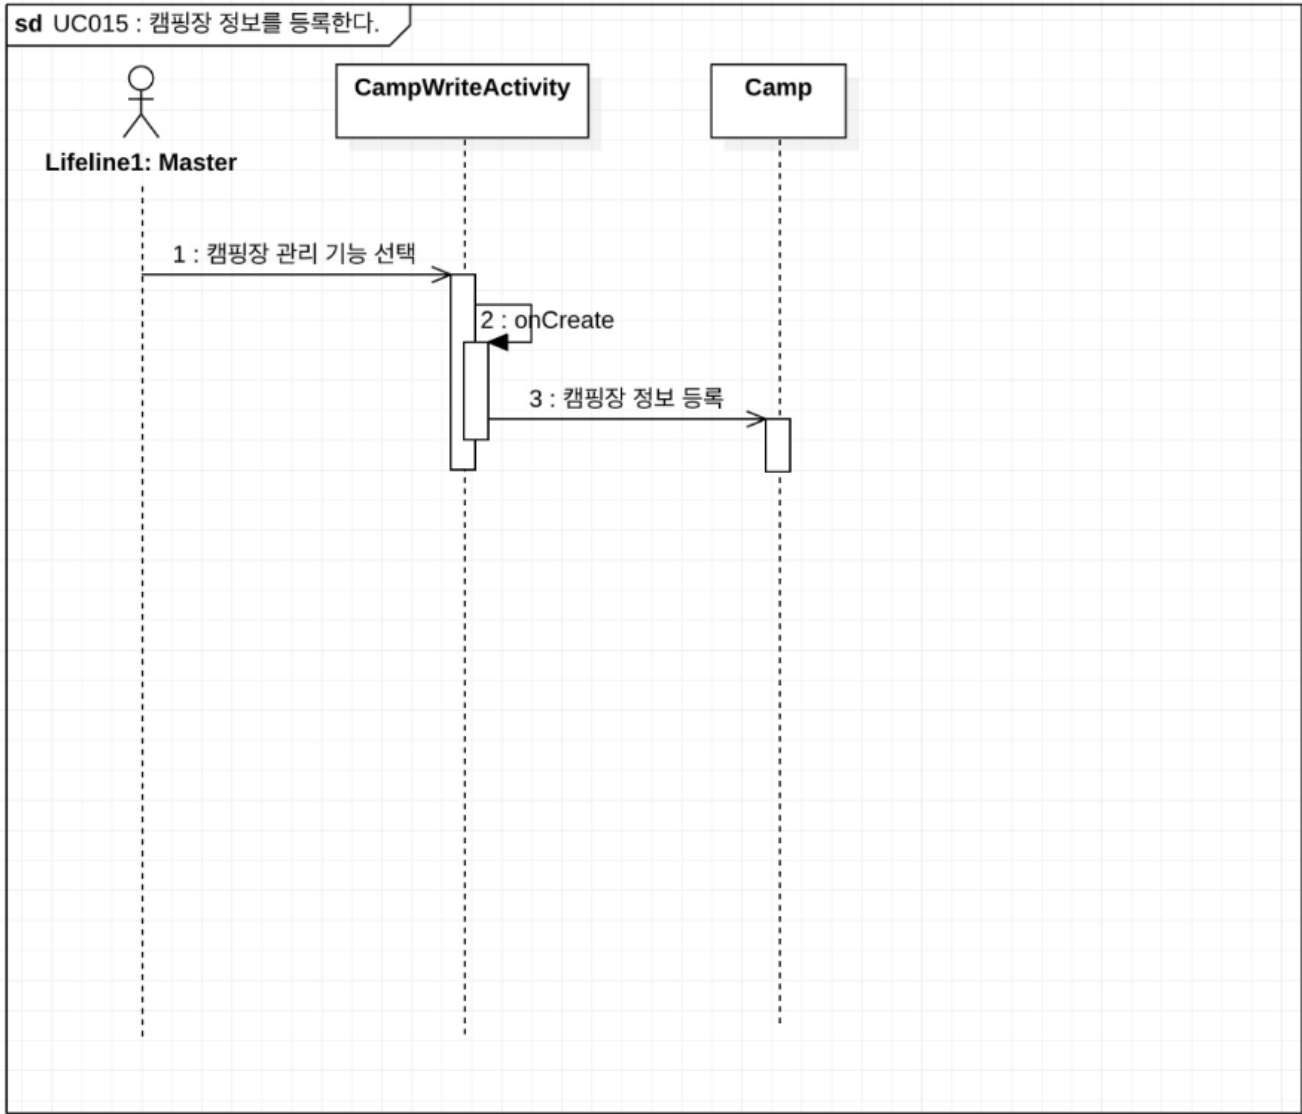 sd UC015 : 캠핑장 정보를 등록한다.
CampWriteActivity
Camp
Lifeline1: Master
1 : 캠핑장 관리 기능 선택
2 : onCreate
3 : 캠핑장 정보 등록